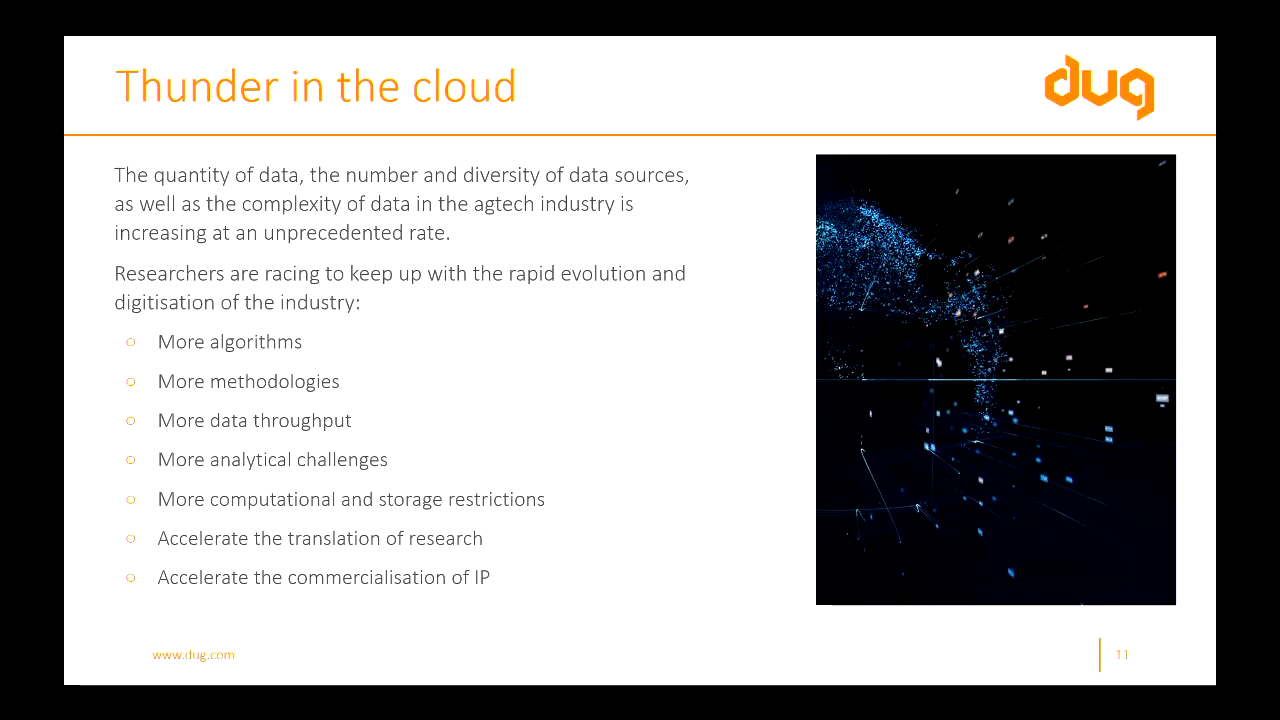 Thunder in the cloud
dug
The quantity of data, the number and diversity of data sources,
as well as the complexity of data in the agtech industry is
increasing at an unprecedented rate.
Researchers are racing to keep up with the rapid evolution and
digitisation of the industry:
More algorithms
More methodologies
More data throughput
More analytical challenges
More computational and storage restrictions
Accelerate the translation of research
Accelerate the commercialisation of IP
www.dug.com
11